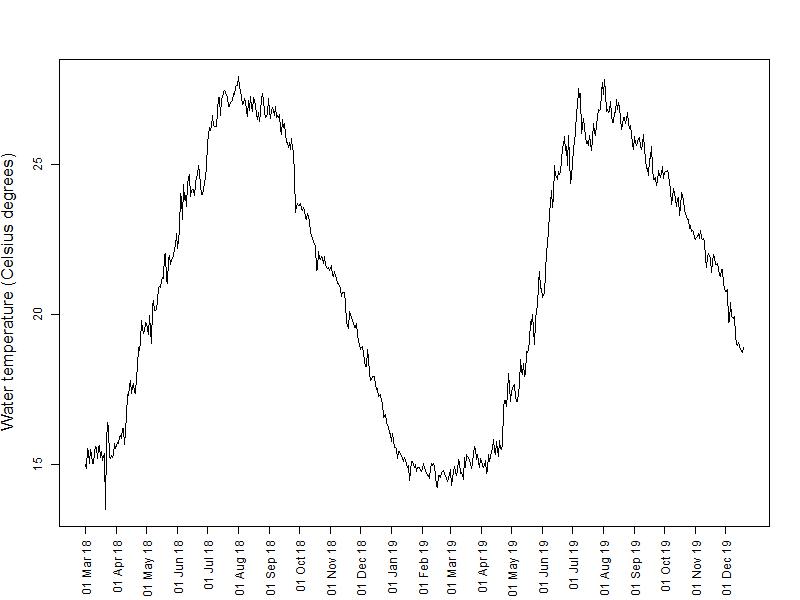 Water temperature (Celsius degrees)
25
20
15
01 Mar 18
01 Apr 18
01 May 18
01 Jun 18
01 Jul 18
01 Aug 18
01 Sep 18
01 Oct 18
01 Nov 18
01 Dec 18
01 Jan 19
01 Feb 19
01 Mar 19
01 Apr 19
01 May 19
01 Jun 19
01 Jul 19
01 Aug 19
01 Sep 19
01 Oct 19
01 Nov 19
01 Dec 19